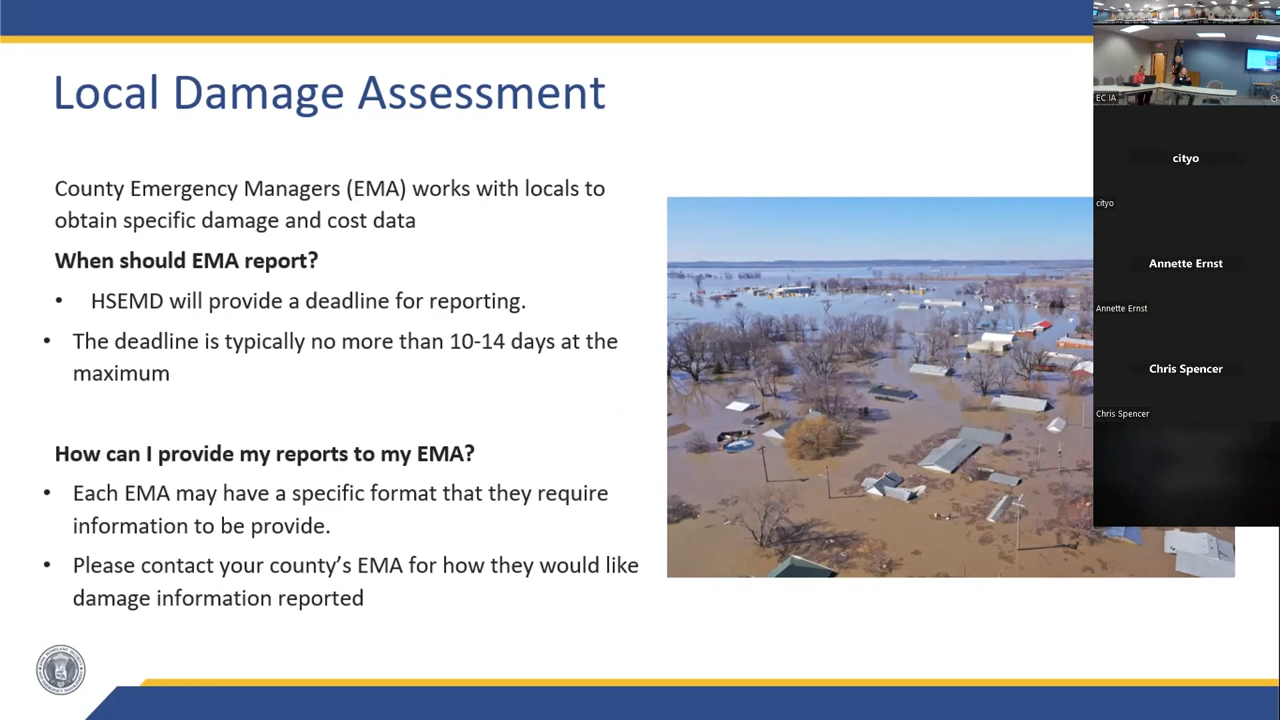 Local Damage Assessment
County Emergency Managers (EMA) works with locals to
obtain specific damage and cost data
When should EMA report?
• HSEMD will provide a deadline for reporting.
• The deadline is typically no more than 10-14 days at the
maximum
How can I provide my reports to my EMA?
• Each EMA may have a specific format that they require
information to be provide.
• Please contact your county’s EMA for how they would like
damage information reported
EC IA
cityo
cityo
Annette Ernst
Annette Ernst
Chris Spencer
Chris Spencer